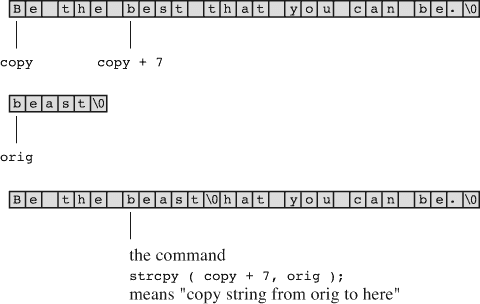 Be the best that you can be.\0
copy copy + 7
beast\0
orig
Be the beast\0hat you can be.\0
the command
strcpy ( copy + 7, orig );
means "copy string from orig to here"